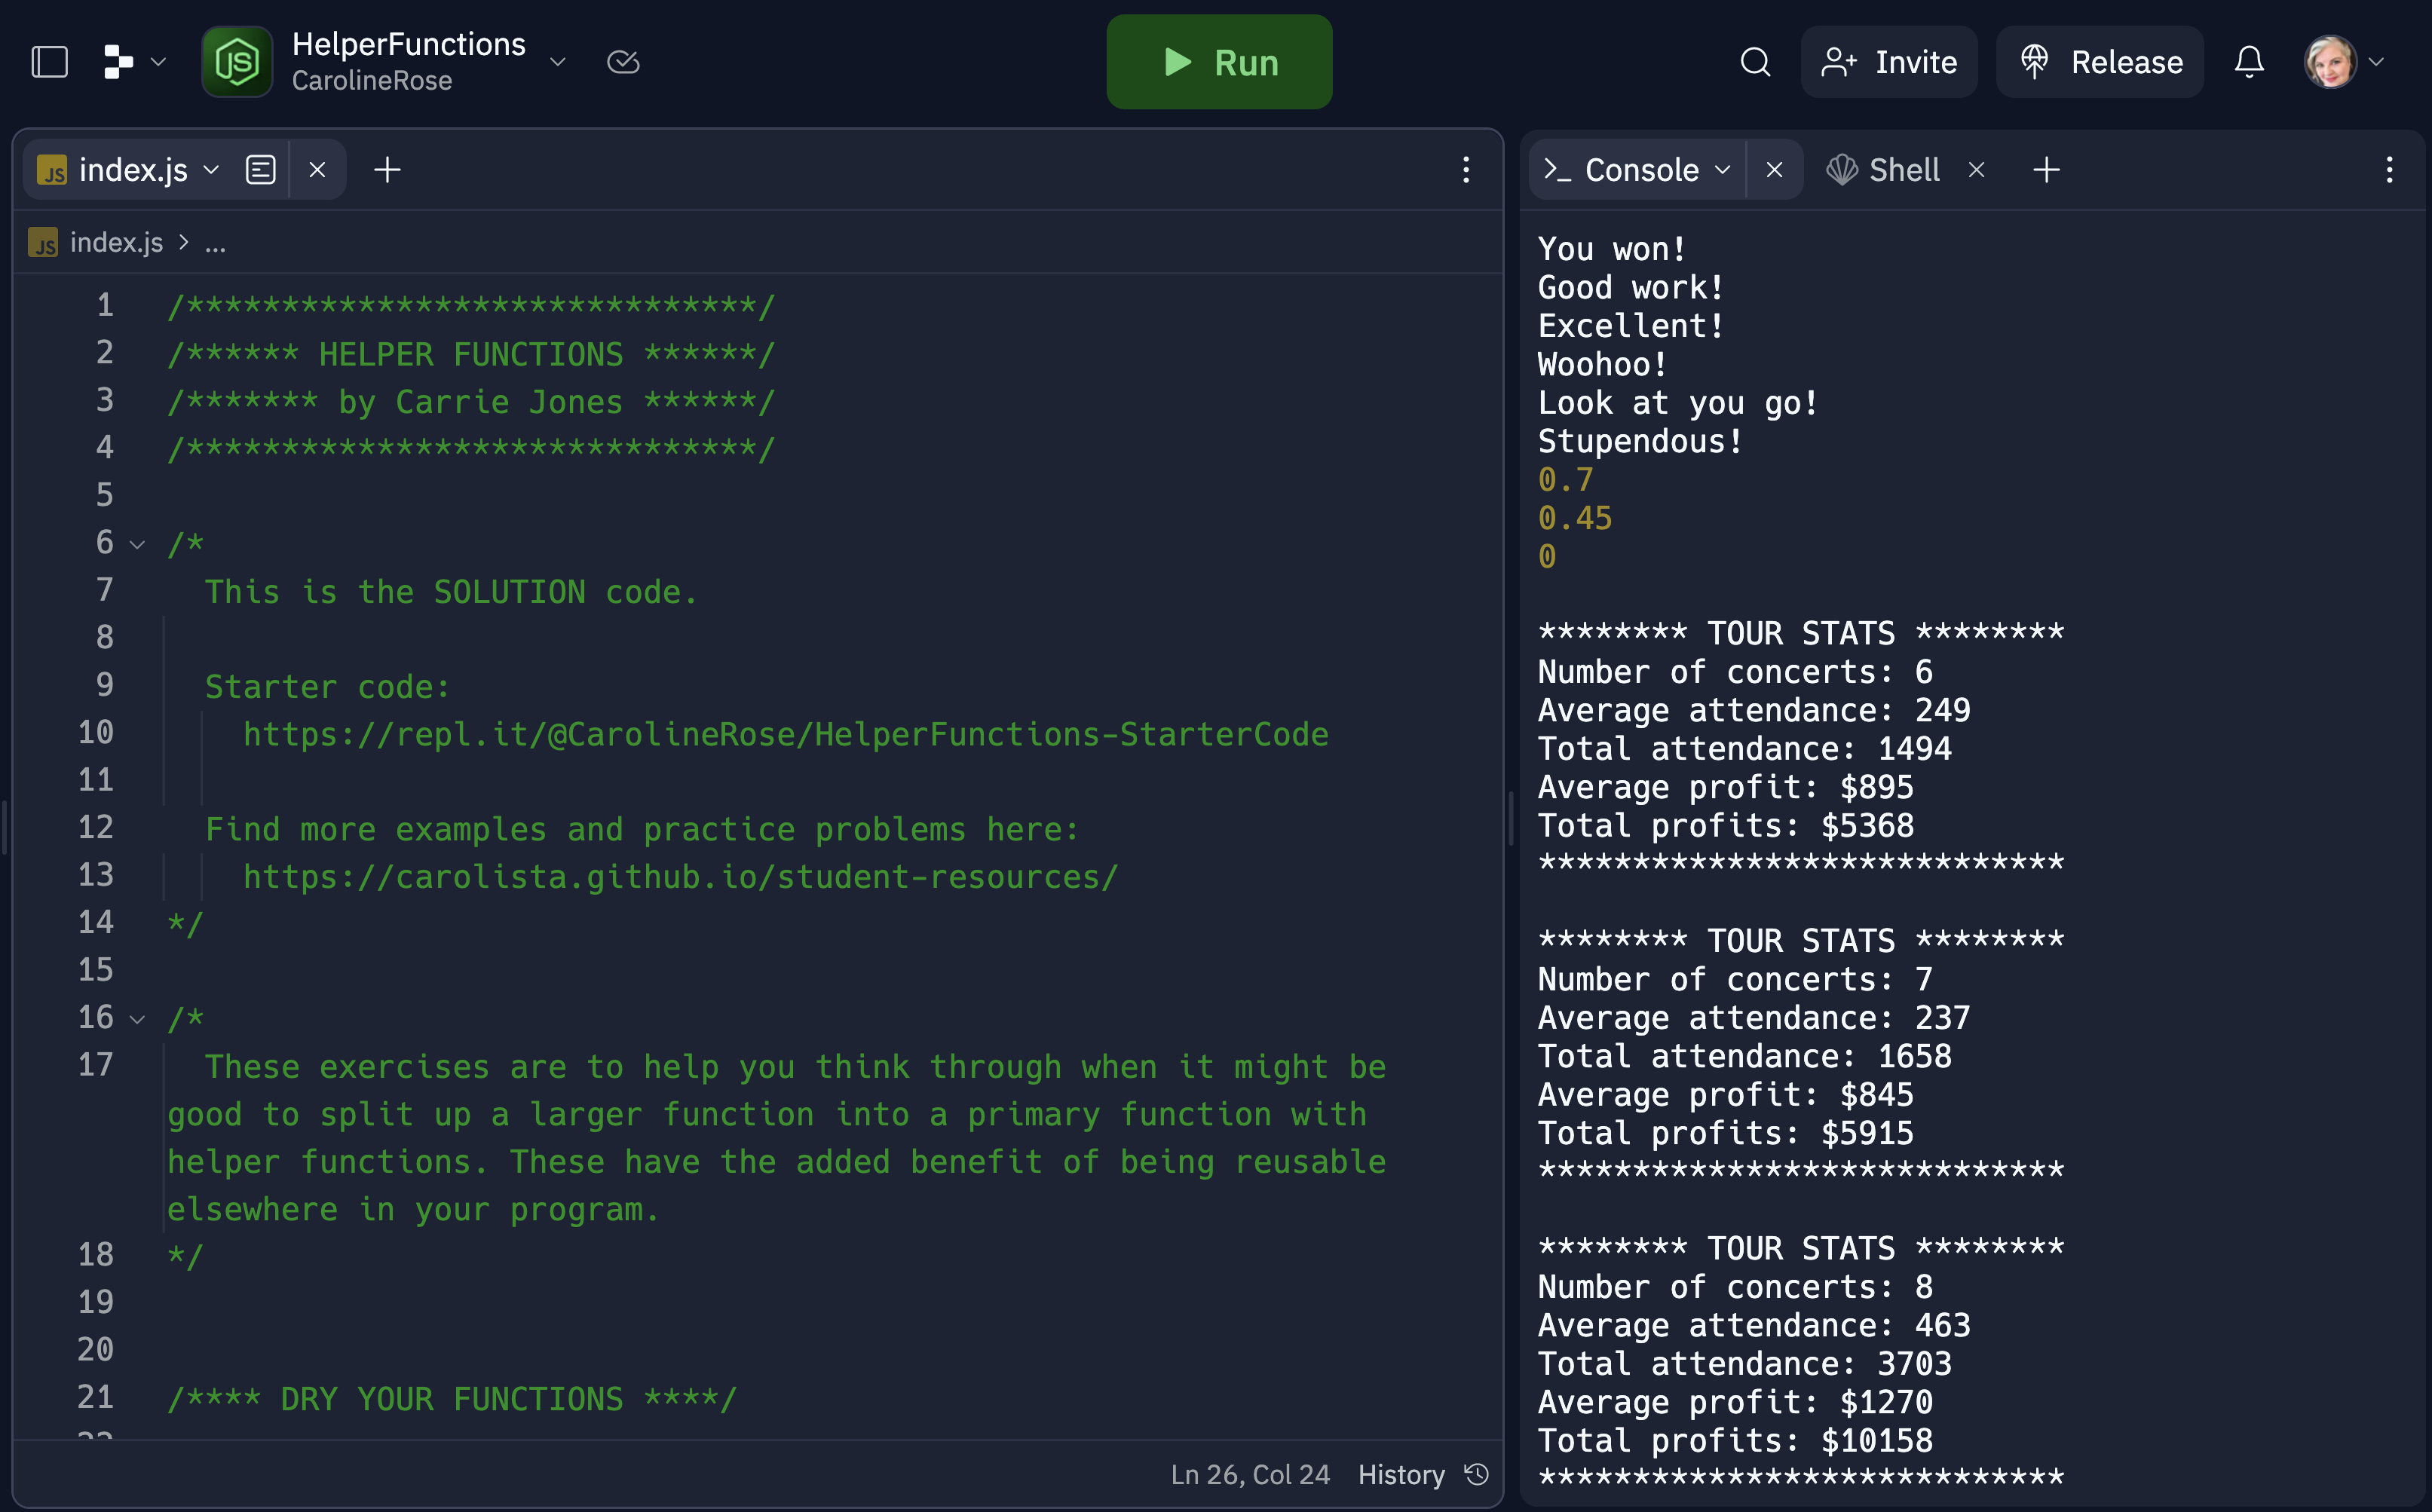 HelperFunctions
CarolineRose
Run
Invite
Release
JS index.js
JS index.js > ...
1 /******************************/
2 /****** HELPER FUNCTIONS ******/
3 /******* by Carrie Jones ******/
4 /******************************/
5
6 /*
7 This is the SOLUTION code.
8
9 Starter code:
10 https://repl.it/@CarolineRose/HelperFunctions-StarterCode
11
12 Find more examples and practice problems here:
13 https://carolista.github.io/student-resources/
14 */
15
16 /*
17 These exercises are to help you think through when it might be
good to split up a larger function into a primary function with
helper functions. These have the added benefit of being reusable
elsewhere in your program.
18 */
19
20
21 /**** DRY YOUR FUNCTIONS ****/
Ln 26, Col 24 History
Console
Shell
You won!
Good work!
Excellent!
Woohoo!
Look at you go!
Stupendous!
0.7
0.45
0
******** TOUR STATS ********
Number of concerts: 6
Average attendance: 249
Total attendance: 1494
Average profit: $895
Total profits: $5368
****************************
******** TOUR STATS ********
Number of concerts: 7
Average attendance: 237
Total attendance: 1658
Average profit: $845
Total profits: $5915
****************************
******** TOUR STATS ********
Number of concerts: 8
Average attendance: 463
Total attendance: 3703
Average profit: $1270
Total profits: $10158
****************************